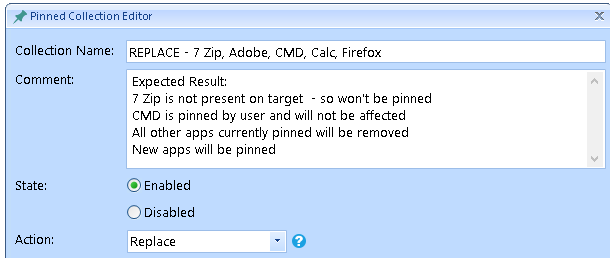 Pinned Collection Editor
Collection Name: REPLACE - 7 Zip, Adobe, CMD, Calc, Firefox
Comment: Expected Result:
7 Zip is not present on target - so won't be pinned
CMD is pinned by user and will not be affected
All other apps currently pinned will be removed
New apps will be pinned
State: Enabled
Disabled
Action: Replace ?